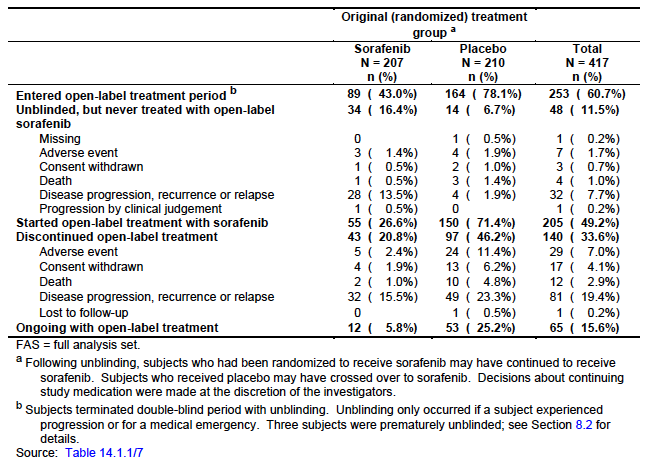 Original (randomized) treatment
group a
Sorafenib Placebo Total
N = 207 N = 210 N = 417
n (%) n (%) n (%)
Entered open-label treatment period b 89 ( 43.0%) 164 ( 78.1%) 253 ( 60.7%)
Unblinded, but never treated with open-label 34 ( 16.4%) 14 ( 6.7%) 48 ( 11.5%)
sorafenib
Missing 0 1 ( 0.5%) 1 ( 0.2%)
Adverse event 3 ( 1.4%) 4 ( 1.9%) 7 ( 1.7%)
Consent withdrawn 1 ( 0.5%) 2 ( 1.0%) 3 ( 0.7%)
Death 1 ( 0.5%) 3 ( 1.4%) 4 ( 1.0%)
Disease progression, recurrence or relapse 28 ( 13.5%) 4 ( 1.9%) 32 ( 7.7%)
Progression by clinical judgement 1 ( 0.5%) 0 1 ( 0.2%)
Started open-label treatment with sorafenib 55 ( 26.6%) 150 ( 71.4%) 205 ( 49.2%)
Discontinued open-label treatment 43 ( 20.8%) 97 ( 46.2%) 140 ( 33.6%)
Adverse event 5 ( 2.4%) 24 ( 11.4%) 29 ( 7.0%)
Consent withdrawn 4 ( 1.9%) 13 ( 6.2%) 17 ( 4.1%)
Death 2 ( 1.0%) 10 ( 4.8%) 12 ( 2.9%)
Disease progression, recurrence or relapse 32 ( 15.5%) 49 ( 23.3%) 81 ( 19.4%)
Lost to follow-up 0 1 ( 0.5%) 1 ( 0.2%)
Ongoing with open-label treatment 12 ( 5.8%) 53 ( 25.2%) 65 ( 15.6%)
FAS = full analysis set.
a Following unblinding, subjects who had been randomized to receive sorafenib may have continued to receive
sorafenib. Subjects who received placebo may have crossed over to sorafenib. Decisions about continuing
study medication were made at the discretion of the investigators.
b Subjects terminated double-blind period with unblinding. Unblinding only occurred if a subject experienced
progression or for a medical emergency. Three subjects were prematurely unblinded; see Section 8.2 for
details.
Source: Table 14.1.1/7